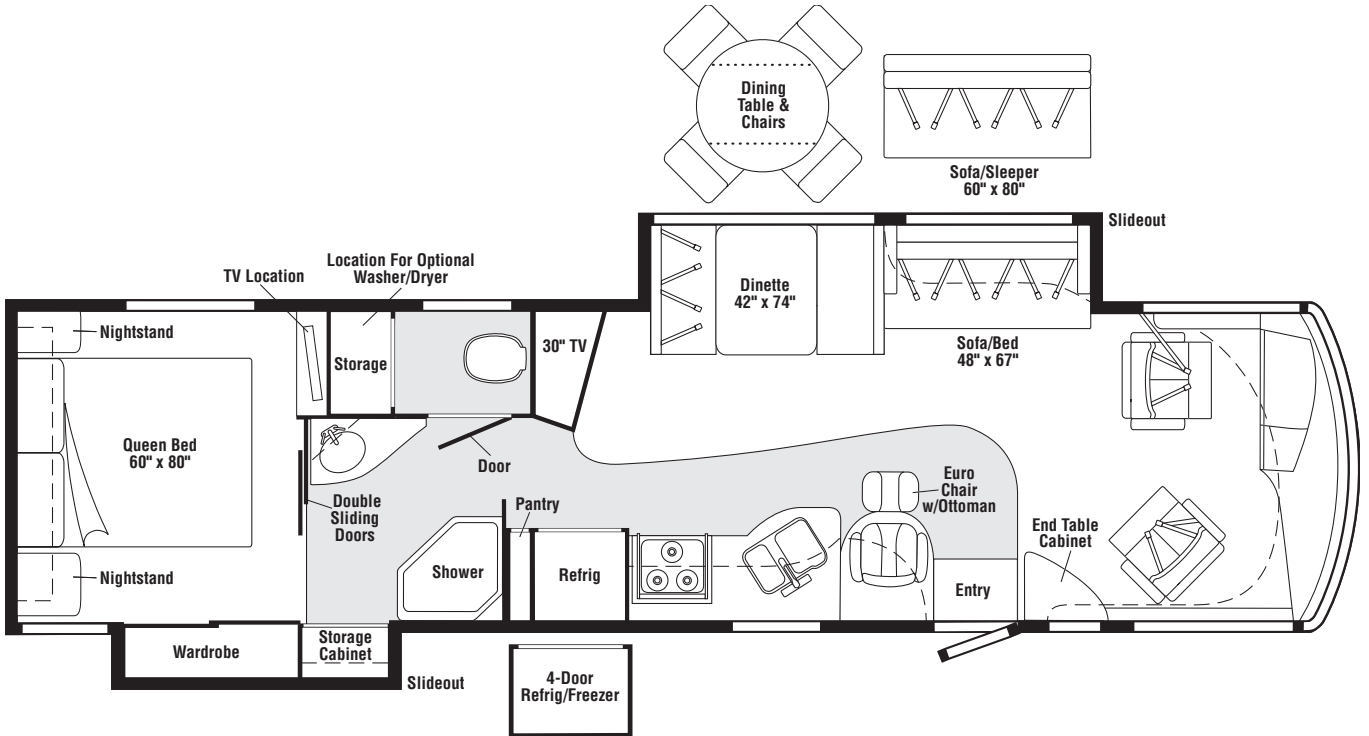 Dining
Table &
Chairs
Sofa/Sleeper
60" x 80"
Slideout
Location For Optional
Washer/Dryer
TV Location
Dinette
42" x 74"
Nightstand
Storage
30" TV
Sofa/Bed
48" x 67"
Queen Bed
60" x 80"
Door
Double
Sliding
Doors
Pantry
Euro
Chair
w/Ottoman
End Table
Cabinet
Nightstand
Shower
Refrig
Entry
Wardrobe
Storage
Cabinet
Slideout
4-Door
Refrig/Freezer